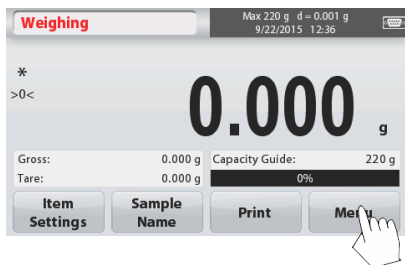 Weighing
Max 220 g d = 0.001 g
9/22/2015 12:36
*
>0<
0.000 g
Gross: 0.000 g
Tare: 0.000 g
Capacity Guide: 220 g
0%
Item
Settings
Sample
Name
Print
Menu